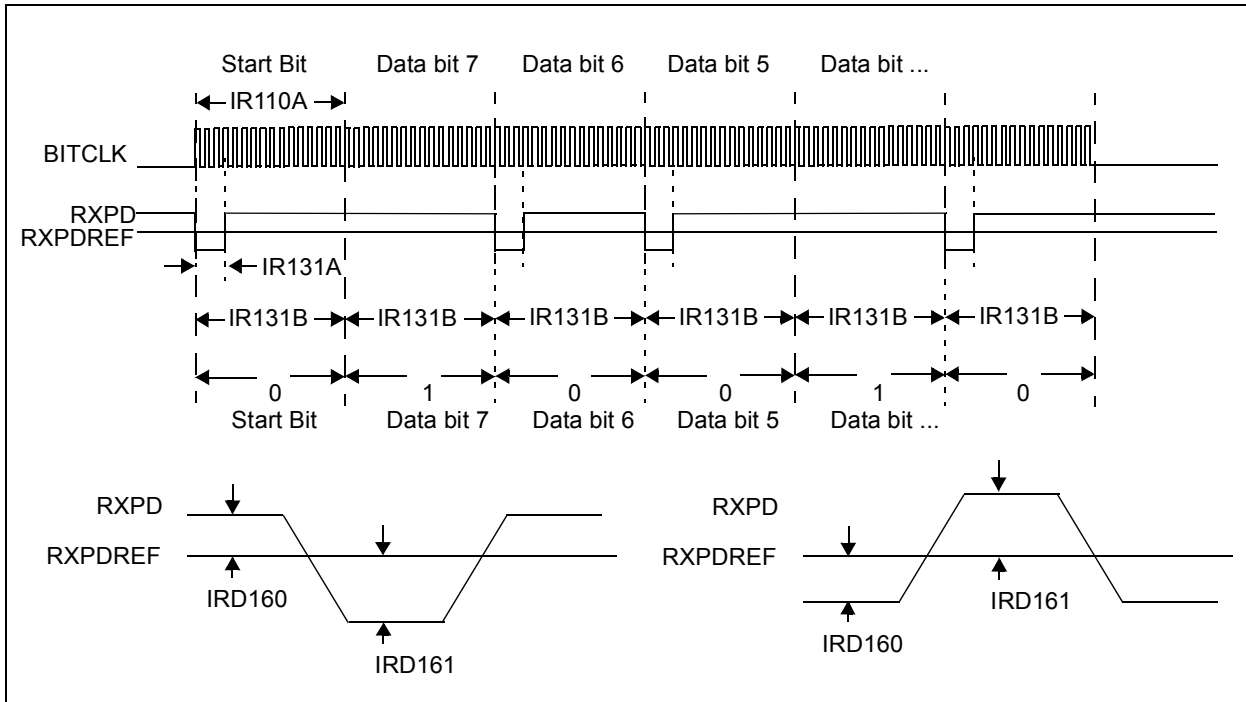 Start Bit Data bit 7 Data bit 6 Data bit 5 Data bit ...
IR110A
BITCLK
RXPD
RXPDREF
IR131A
IR131B IR131B IR131B IR131B IR131B IR131B
0 1 0 0 1 0
Start Bit Data bit 7 Data bit 6 Data bit 5 Data bit ...
RXPD
RXPDREF
IRD160
IRD161
RXPD
RXPDREF
IRD161
IRD160